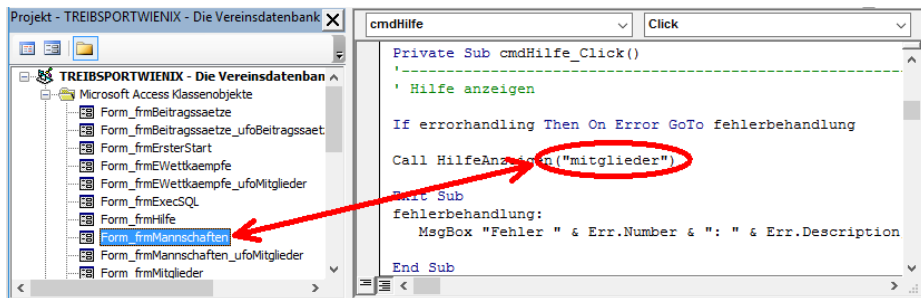 Projekt - TREIBSPORTWIENIX - Die Vereinsdatenbank
TREIBSPORTWIENIX - Die Vereinsdatenban
Microsoft Access Klassenobjekte
Form_frmBeitragssaetze
Form_frmBeitragssaetze_ufoBeitragssaet
Form_frmErsterStart
Form_frmEWettkaempfe
Form_frmEWettkaempfe_ufoMitglieder
Form_frmExecSQL
Form_frmHilfe
Form_frmMannschaften
Form_frmMannschaften_ufoMitglieder
Form_frmMitglieder
cmdHilfe
Click
Private Sub cmdHilfe_Click()
'------------------------------------------------------------
' Hilfe anzeigen
If errorhandling Then On Error GoTo fehlerbehandlung
Call HilfeAnzeigen("mitglieder")
Exit Sub
fehlerbehandlung:
MsgBox "Fehler " & Err.Number & ": " & Err.Description
End Sub